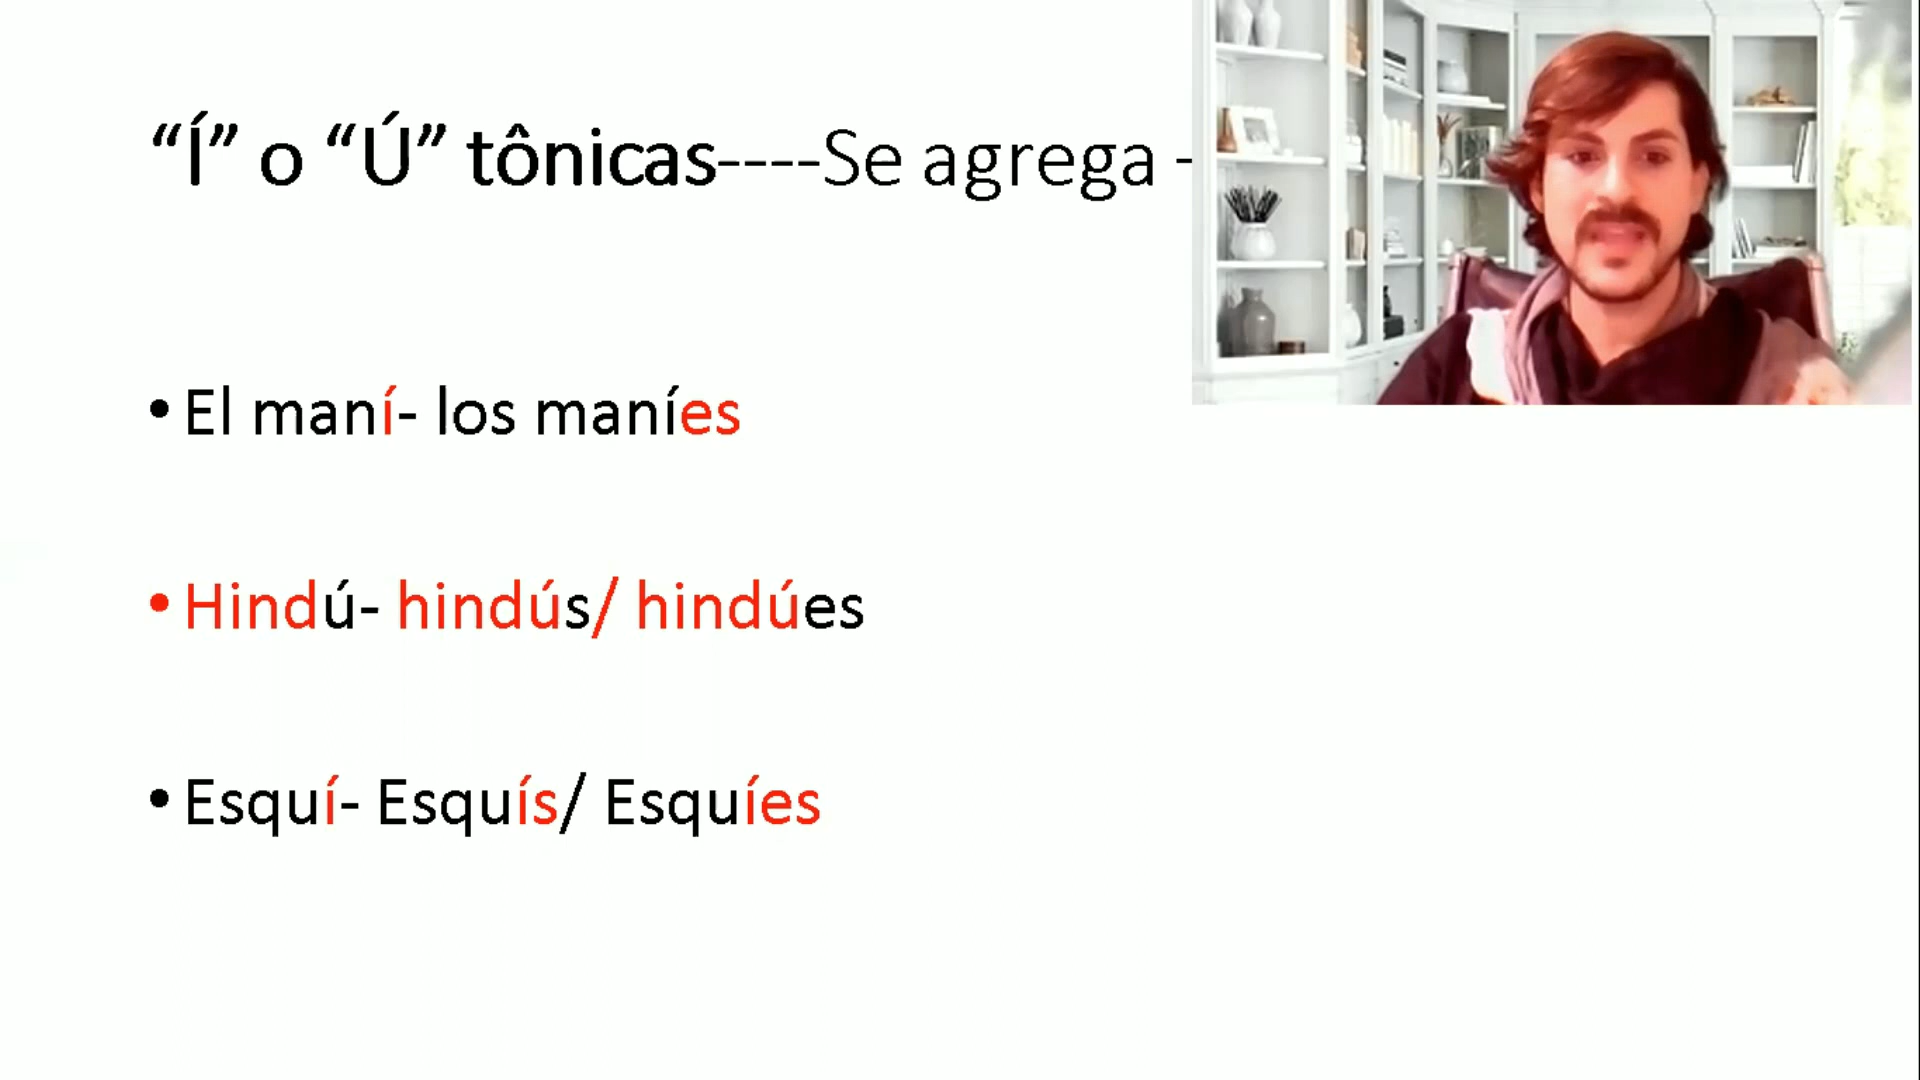 “Í” o “Ú” tônicas----Se agrega -
• El maní- los maníes
• Hindú- hindús/ hindúes
• Esquí- Esquís/ Esquíes